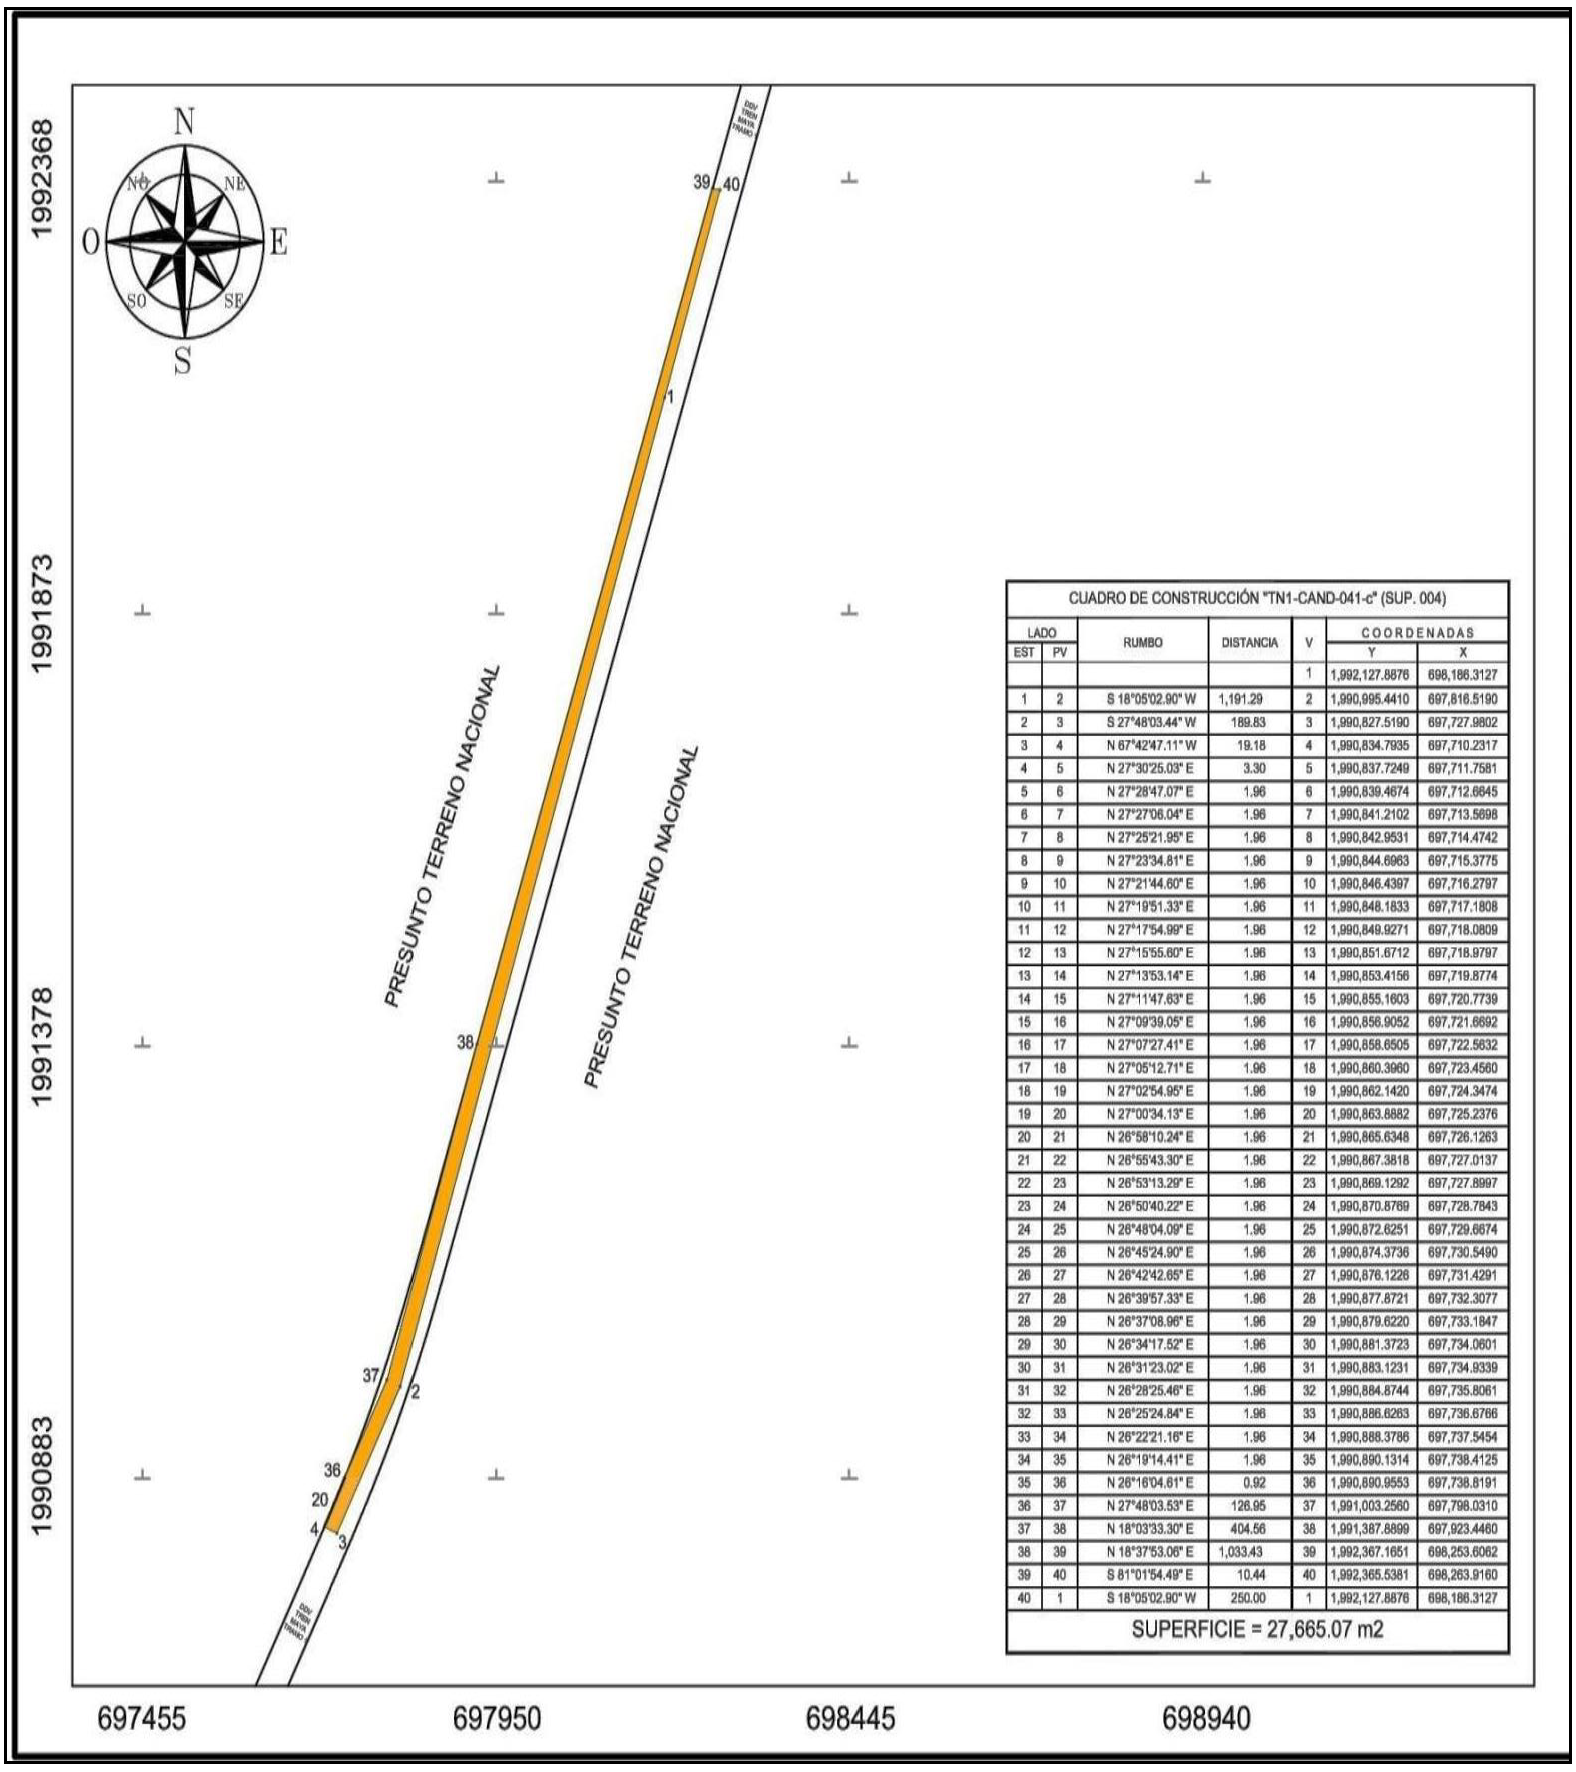 N
NO NE
O E
SO SE
S
1992368
1991873
1991378
1990883
697455 697950 698445 698940
DDV
TREN
MAYA
TRAMO
39 40
1
38
37
2
36
20
4
3
PRESUNTO TERRENO NACIONAL
PRESUNTO TERRENO NACIONAL
DDV
TREN
MAYA
TRAMO
CUADRO DE CONSTRUCCIÓN "TN1-CAND-041-c" (SUP. 004)
LADO RUMBO DISTANCIA V COORDENADAS
EST PV Y X
1 1,992,127.8876 698,186.3127
1 2 S 18°05'02.90" W 1,191.29 2 1,990,995.4410 697,816.5190
2 3 S 27°48'03.44" W 189.83 3 1,990,827.5190 697,727.9802
3 4 N 67°42'47.11" W 19.18 4 1,990,834.7935 697,710.2317
4 5 N 27°30'25.03" E 3.30 5 1,990,837.7249 697,711.7581
5 6 N 27°28'47.07" E 1.96 6 1,990,839.4674 697,712.6645
6 7 N 27°27'06.04" E 1.96 7 1,990,841.2102 697,713.5698
7 8 N 27°25'21.95" E 1.96 8 1,990,842.9531 697,714.4742
8 9 N 27°23'34.81" E 1.96 9 1,990,844.6963 697,715.3775
9 10 N 27°21'44.60" E 1.96 10 1,990,846.4397 697,716.2797
10 11 N 27°19'51.33" E 1.96 11 1,990,848.1833 697,717.1808
11 12 N 27°17'54.99" E 1.96 12 1,990,849.9271 697,718.0809
12 13 N 27°15'55.60" E 1.96 13 1,990,851.6712 697,718.9797
13 14 N 27°13'53.14" E 1.96 14 1,990,853.4156 697,719.8774
14 15 N 27°11'47.63" E 1.96 15 1,990,855.1603 697,720.7739
15 16 N 27°09'39.05" E 1.96 16 1,990,856.9052 697,721.6692
16 17 N 27°07'27.41" E 1.96 17 1,990,858.6505 697,722.5632
17 18 N 27°05'12.71" E 1.96 18 1,990,860.3960 697,723.4560
18 19 N 27°02'54.95" E 1.96 19 1,990,862.1420 697,724.3474
19 20 N 27°00'34.13" E 1.96 20 1,990,863.8882 697,725.2376
20 21 N 26°58'10.24" E 1.96 21 1,990,865.6348 697,726.1263
21 22 N 26°55'43.30" E 1.96 22 1,990,867.3818 697,727.0137
22 23 N 26°53'13.29" E 1.96 23 1,990,869.1292 697,727.8997
23 24 N 26°50'40.22" E 1.96 24 1,990,870.8769 697,728.7843
24 25 N 26°48'04.09" E 1.96 25 1,990,872.6251 697,729.6674
25 26 N 26°45'24.90" E 1.96 26 1,990,874.3736 697,730.5490
26 27 N 26°42'42.65" E 1.96 27 1,990,876.1226 697,731.4291
27 28 N 26°39'57.33" E 1.96 28 1,990,877.8721 697,732.3077
28 29 N 26°37'08.96" E 1.96 29 1,990,879.6220 697,733.1847
29 30 N 26°34'17.52" E 1.96 30 1,990,881.3723 697,734.0601
30 31 N 26°31'23.02" E 1.96 31 1,990,883.1231 697,734.9339
31 32 N 26°28'25.46" E 1.96 32 1,990,884.8744 697,735.8061
32 33 N 26°25'24.84" E 1.96 33 1,990,886.6263 697,736.6766
33 34 N 26°22'21.16" E 1.96 34 1,990,888.3786 697,737.5454
34 35 N 26°19'14.41" E 1.96 35 1,990,890.1314 697,738.4125
35 36 N 26°16'04.61" E 0.92 36 1,990,890.9553 697,738.8191
36 37 N 27°48'03.53" E 126.95 37 1,991,003.2560 697,798.0310
37 38 N 18°03'33.30" E 404.56 38 1,991,387.8899 697,923.4460
38 39 N 18°37'53.06" E 1,033.43 39 1,992,367.1651 698,253.6062
39 40 S 81°01'54.49" E 10.44 40 1,992,365.5381 698,263.9160
40 1 S 18°05'02.90" W 250.00 1 1,992,127.8876 698,186.3127
SUPERFICIE = 27,665.07 m2